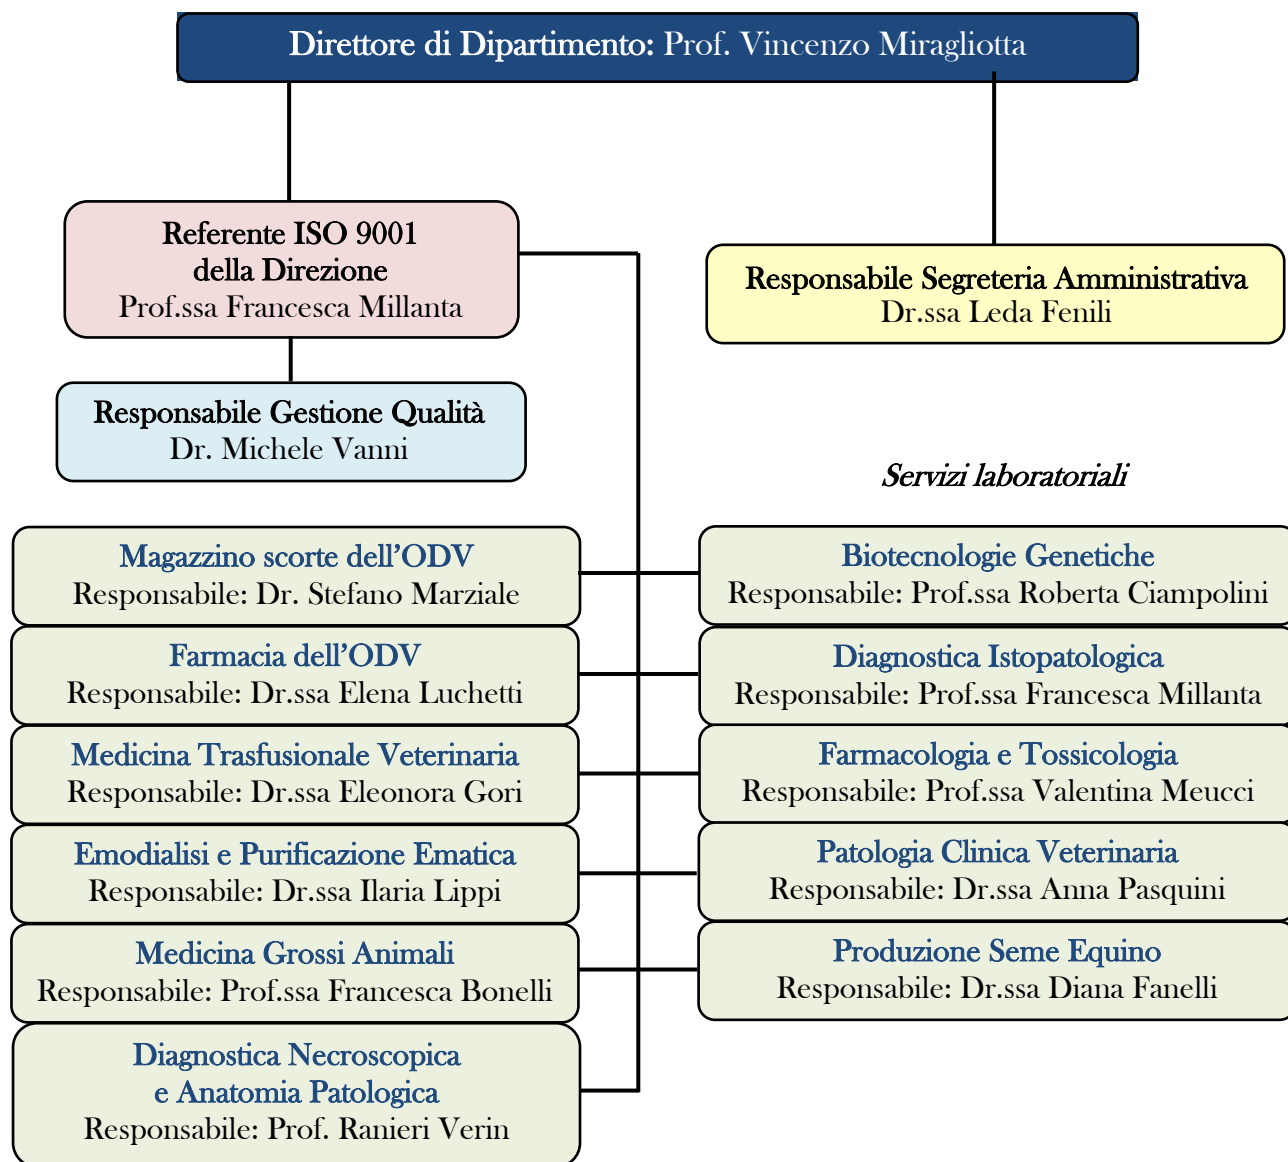 Direttore di Dipartimento: Prof. Vincenzo Miragliotta
Referente ISO 9001
della Direzione
Prof.ssa Francesca Millanta
Responsabile Segreteria Amministrativa
Dr.ssa Leda Fenili
Responsabile Gestione Qualità
Dr. Michele Vanni
Servizi laboratoriali
Magazzino scorte dell’ODV
Responsabile: Dr. Stefano Marziale
Farmacia dell’ODV
Responsabile: Dr.ssa Elena Luchetti
Medicina Trasfusionale Veterinaria
Responsabile: Dr.ssa Eleonora Gori
Emodialisi e Purificazione Ematica
Responsabile: Dr.ssa Ilaria Lippi
Medicina Grossi Animali
Responsabile: Prof.ssa Francesca Bonelli
Diagnostica Necroscopica
e Anatomia Patologica
Responsabile: Prof. Ranieri Verin
Biotecnologie Genetiche
Responsabile: Prof.ssa Roberta Ciampolini
Diagnostica Istopatologica
Responsabile: Prof.ssa Francesca Millanta
Farmacologia e Tossicologia
Responsabile: Prof.ssa Valentina Meucci
Patologia Clinica Veterinaria
Responsabile: Dr.ssa Anna Pasquini
Produzione Seme Equino
Responsabile: Dr.ssa Diana Fanelli